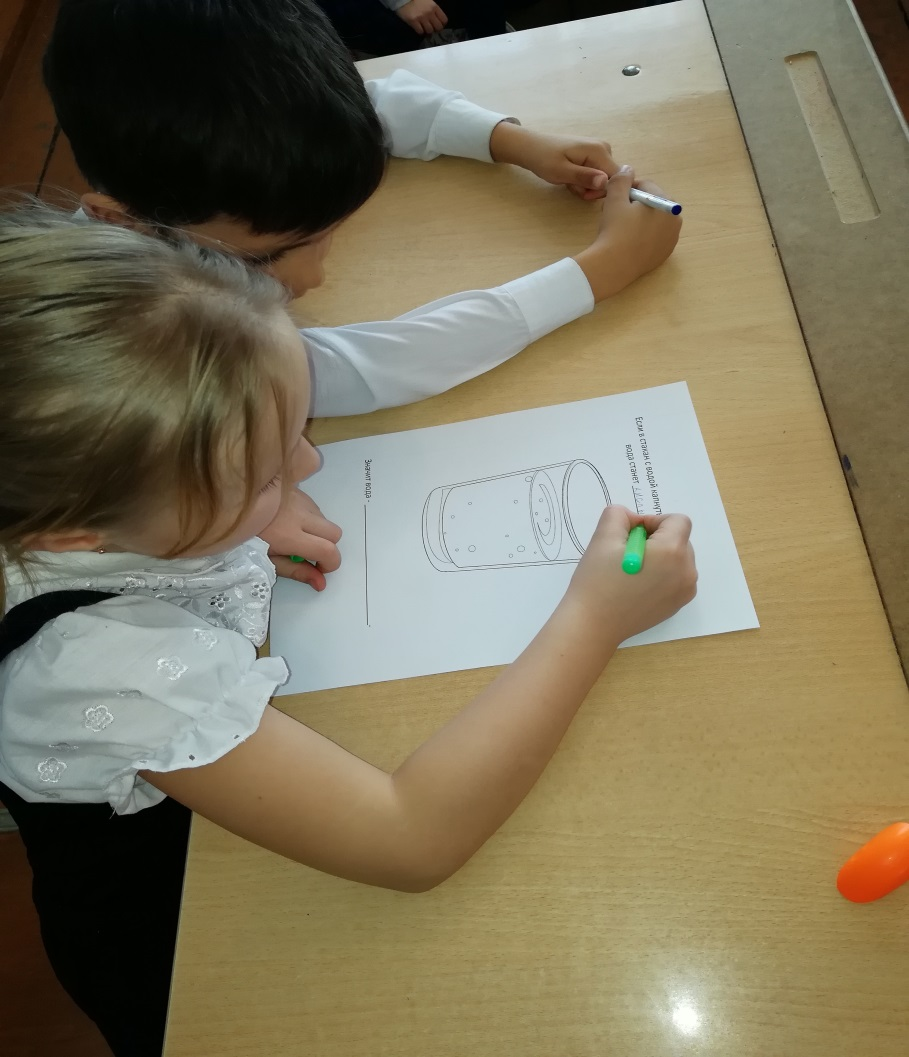 Если в стакан с водой капнуть
вода станет
Значит вода -